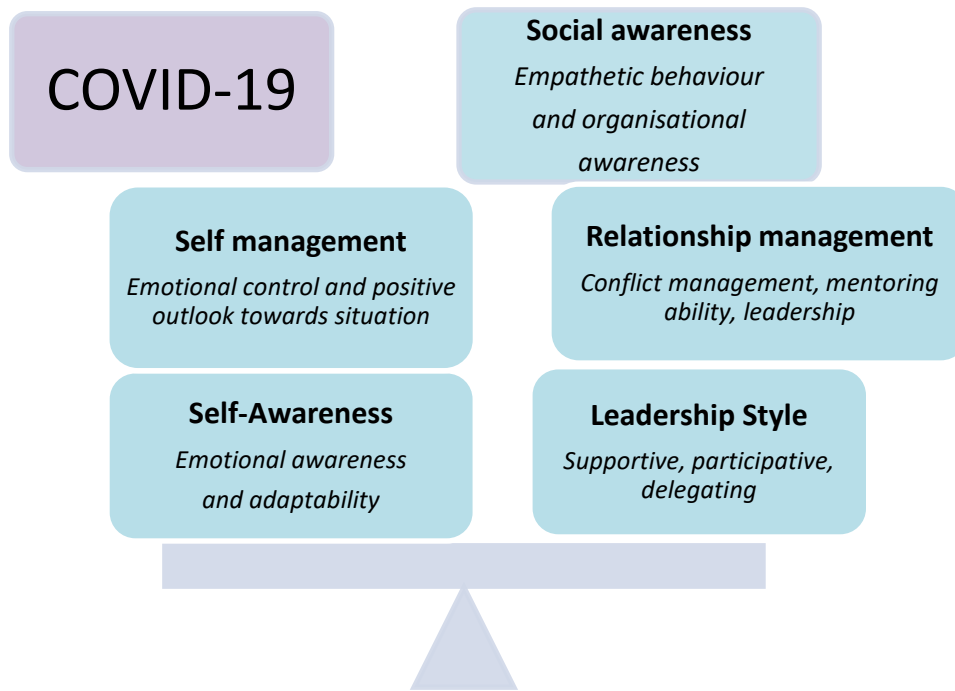 COVID-19
Social awareness
Empathetic behaviour
and organisational
awareness
Self management
Emotional control and positive
outlook towards situation
Relationship management
Conflict management, mentoring
ability, leadership
Self-Awareness
Emotional awareness
and adaptability
Leadership Style
Supportive, participative,
delegating